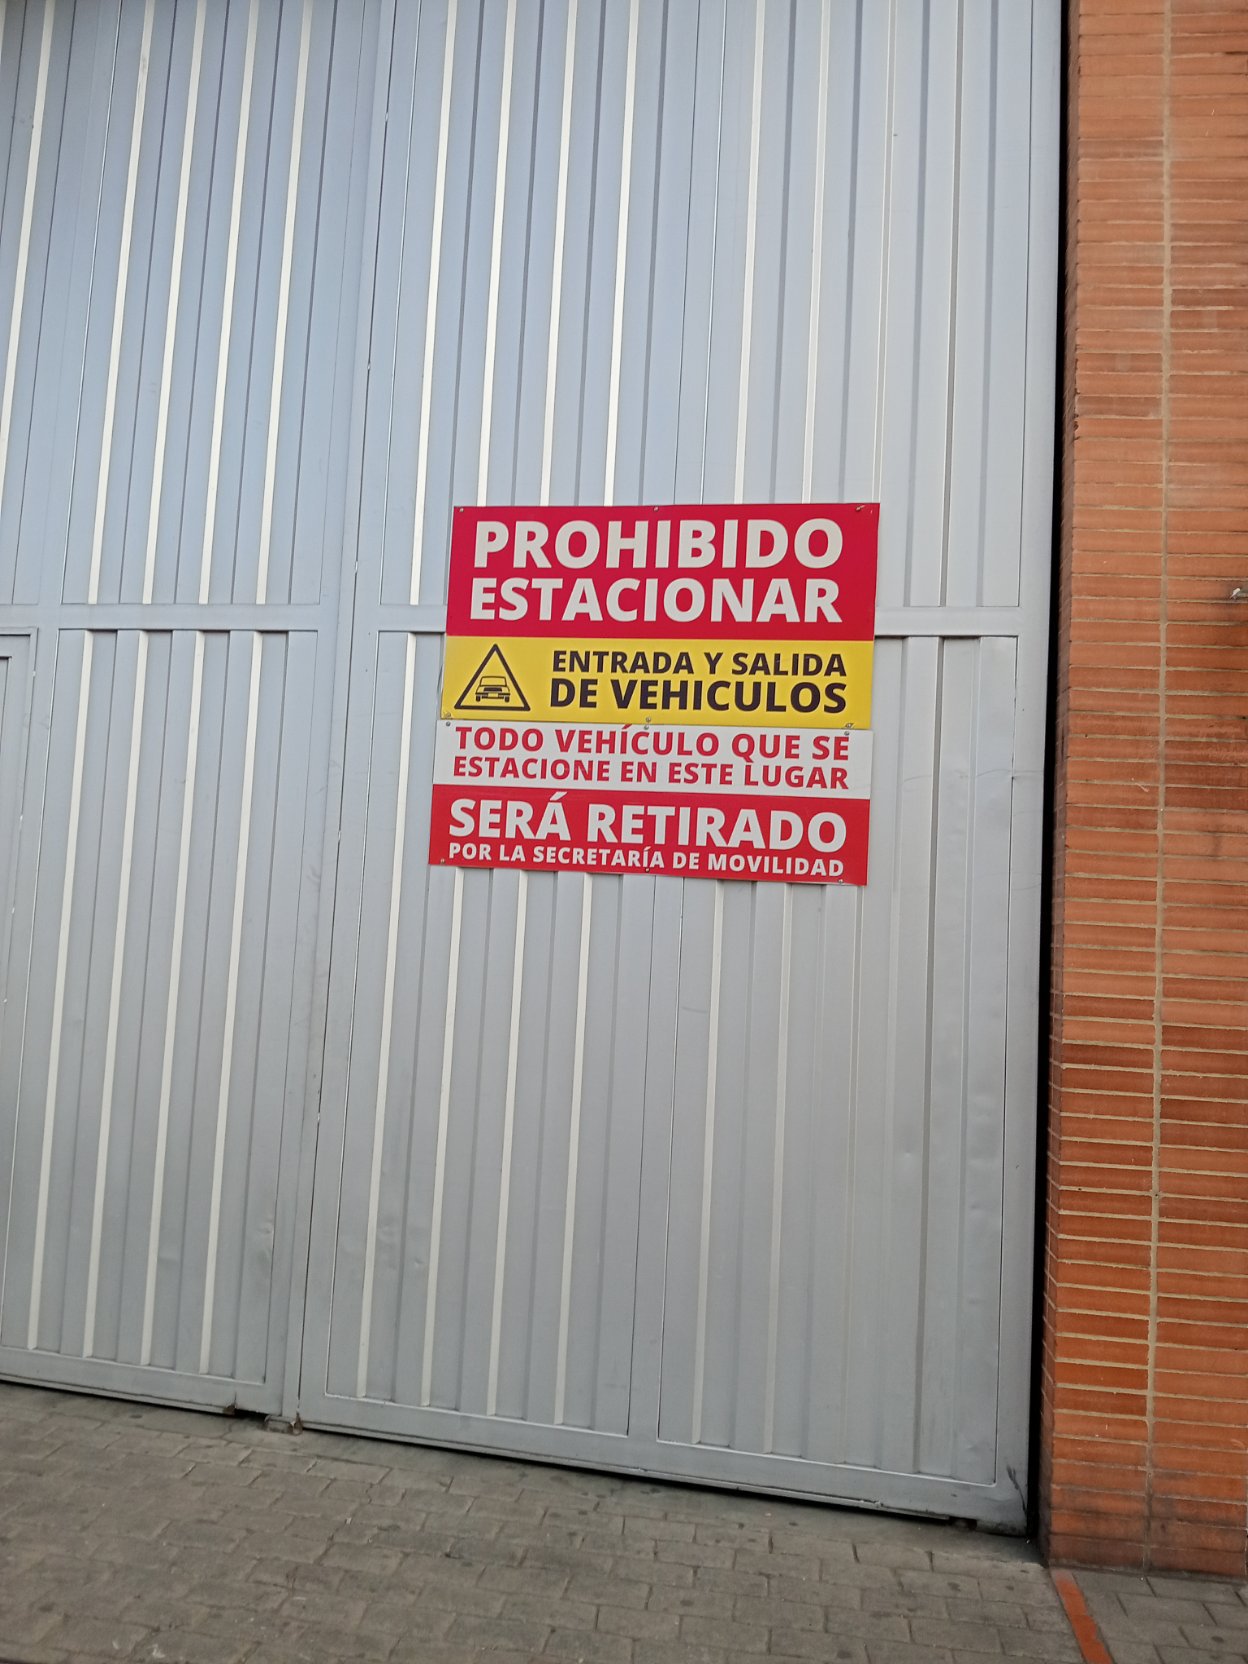 PROHIBIDO
ESTACIONAR
ENTRADA Y SALIDA
DE VEHICULOS
TODO VEHÍCULO QUE SE
ESTACIONE EN ESTE LUGAR
SERÁ RETIRADO
POR LA SECRETARÍA DE MOVILIDAD